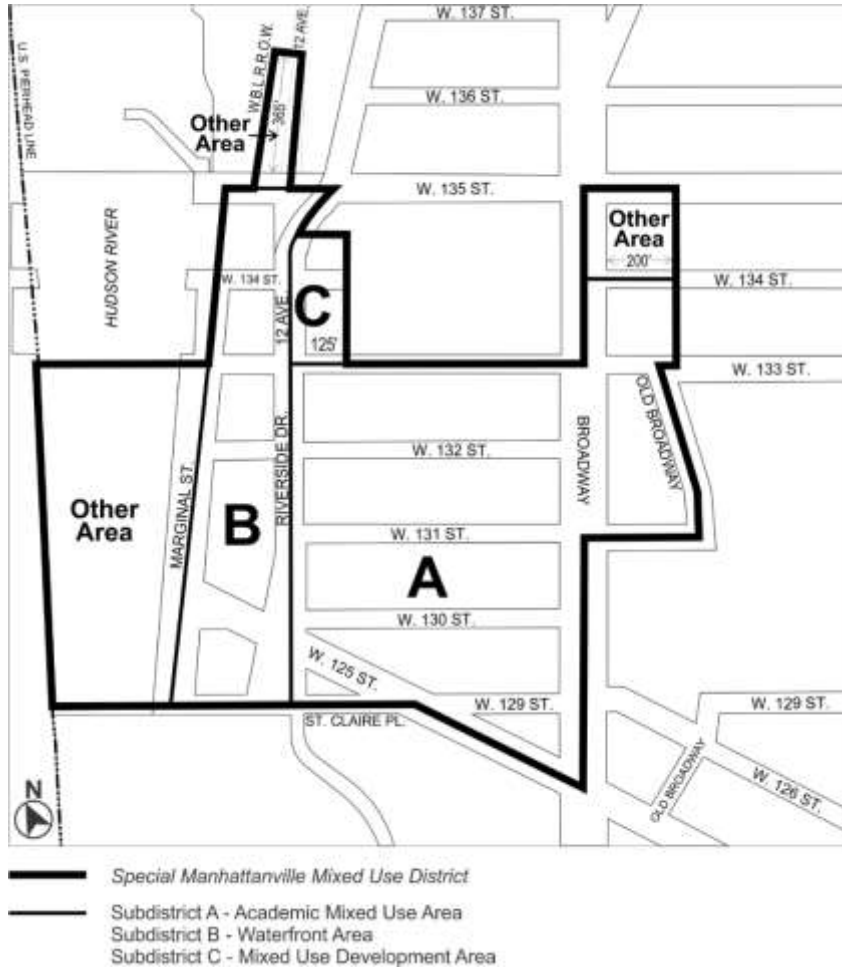 W. 137 ST.
U.S. PIERHEAD LINE
W.B.L.R.R.O.W.
12 AVE.
365'
W. 136 ST.
Other
Area
W. 135 ST.
Other
Area
200'
HUDSON RIVER
W. 134 ST.
W. 134 ST.
12 AVE.
C
125'
W. 133 ST.
OLD BROADWAY
BROADWAY
RIVERSIDE DR.
W. 132 ST.
MARGINAL ST.
Other
Area
B
W. 131 ST.
A
W. 130 ST.
W. 125 ST.
W. 129 ST.
W. 129 ST.
ST. CLAIRE PL.
OLD BROADWAY
W. 126 ST.
N
Special Manhattanville Mixed Use District
Subdistrict A - Academic Mixed Use Area
Subdistrict B - Waterfront Area
Subdistrict C - Mixed Use Development Area